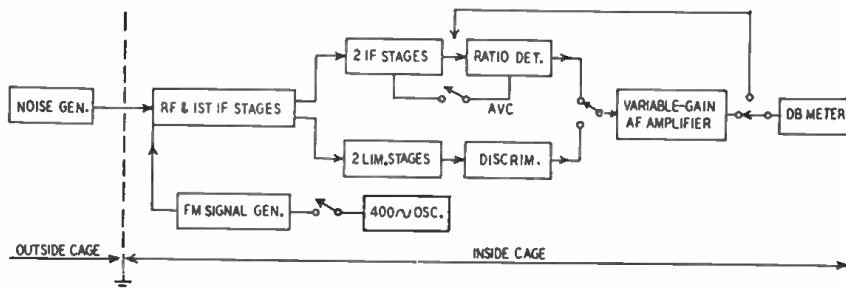 2 IF STAGES
RATIO DET.
NOISE GEN.
RF & IST IF STAGES
AVC
VARIABLE-GAIN
AF AMPLIFIER
DB METER
2 LIM. STAGES
DISCRIM.
FM SIGNAL GEN.
400∿ OSC.
OUTSIDE CAGE
INSIDE CAGE